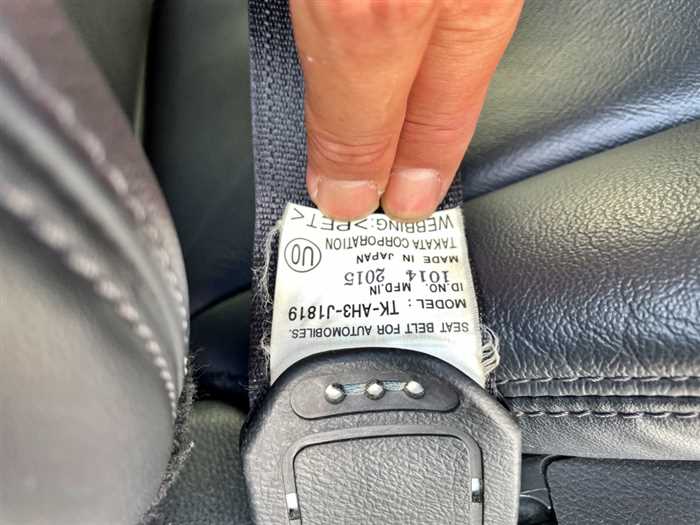 SEAT BELT FOR AUTOMOBILES.
MODEL : TK-AH3-J1819
ID.NO. MFD.IN
1014 2015
MADE IN JAPAN
TAKATA CORPORATION
WEBBING:>PET<
UO